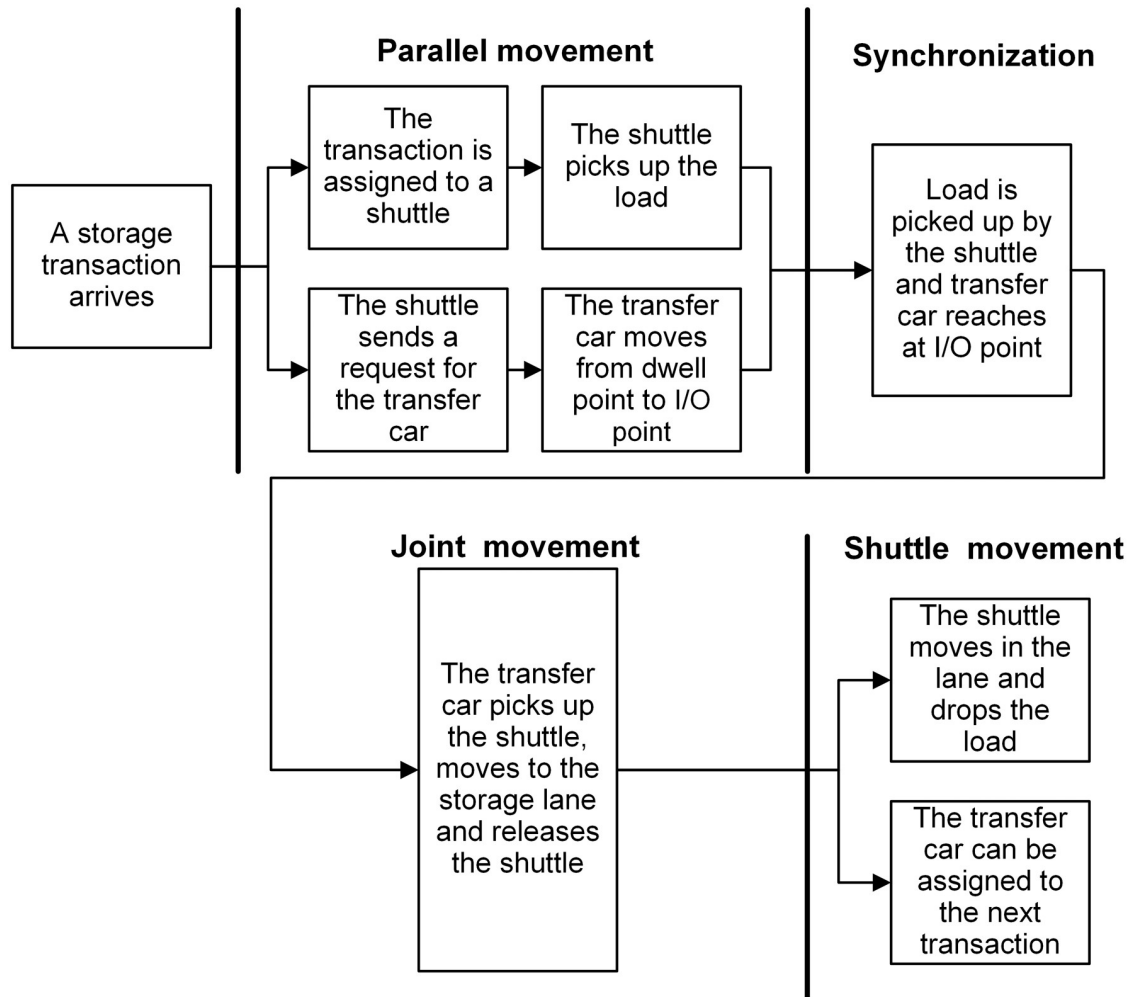 A storage
transaction
arrives
Parallel movement
The
transaction is
assigned to a
shuttle
The shuttle
picks up the
load
The shuttle
sends a
request for
the transfer
car
The transfer
car moves
from dwell
point to I/O
point
Synchronization
Load is
picked up by
the shuttle
and transfer
car reaches
at I/O point
Joint movement
The transfer
car picks up
the shuttle,
moves to the
storage lane
and releases
the shuttle
Shuttle movement
The shuttle
moves in the
lane and
drops the
load
The transfer
car can be
assigned to
the next
transaction